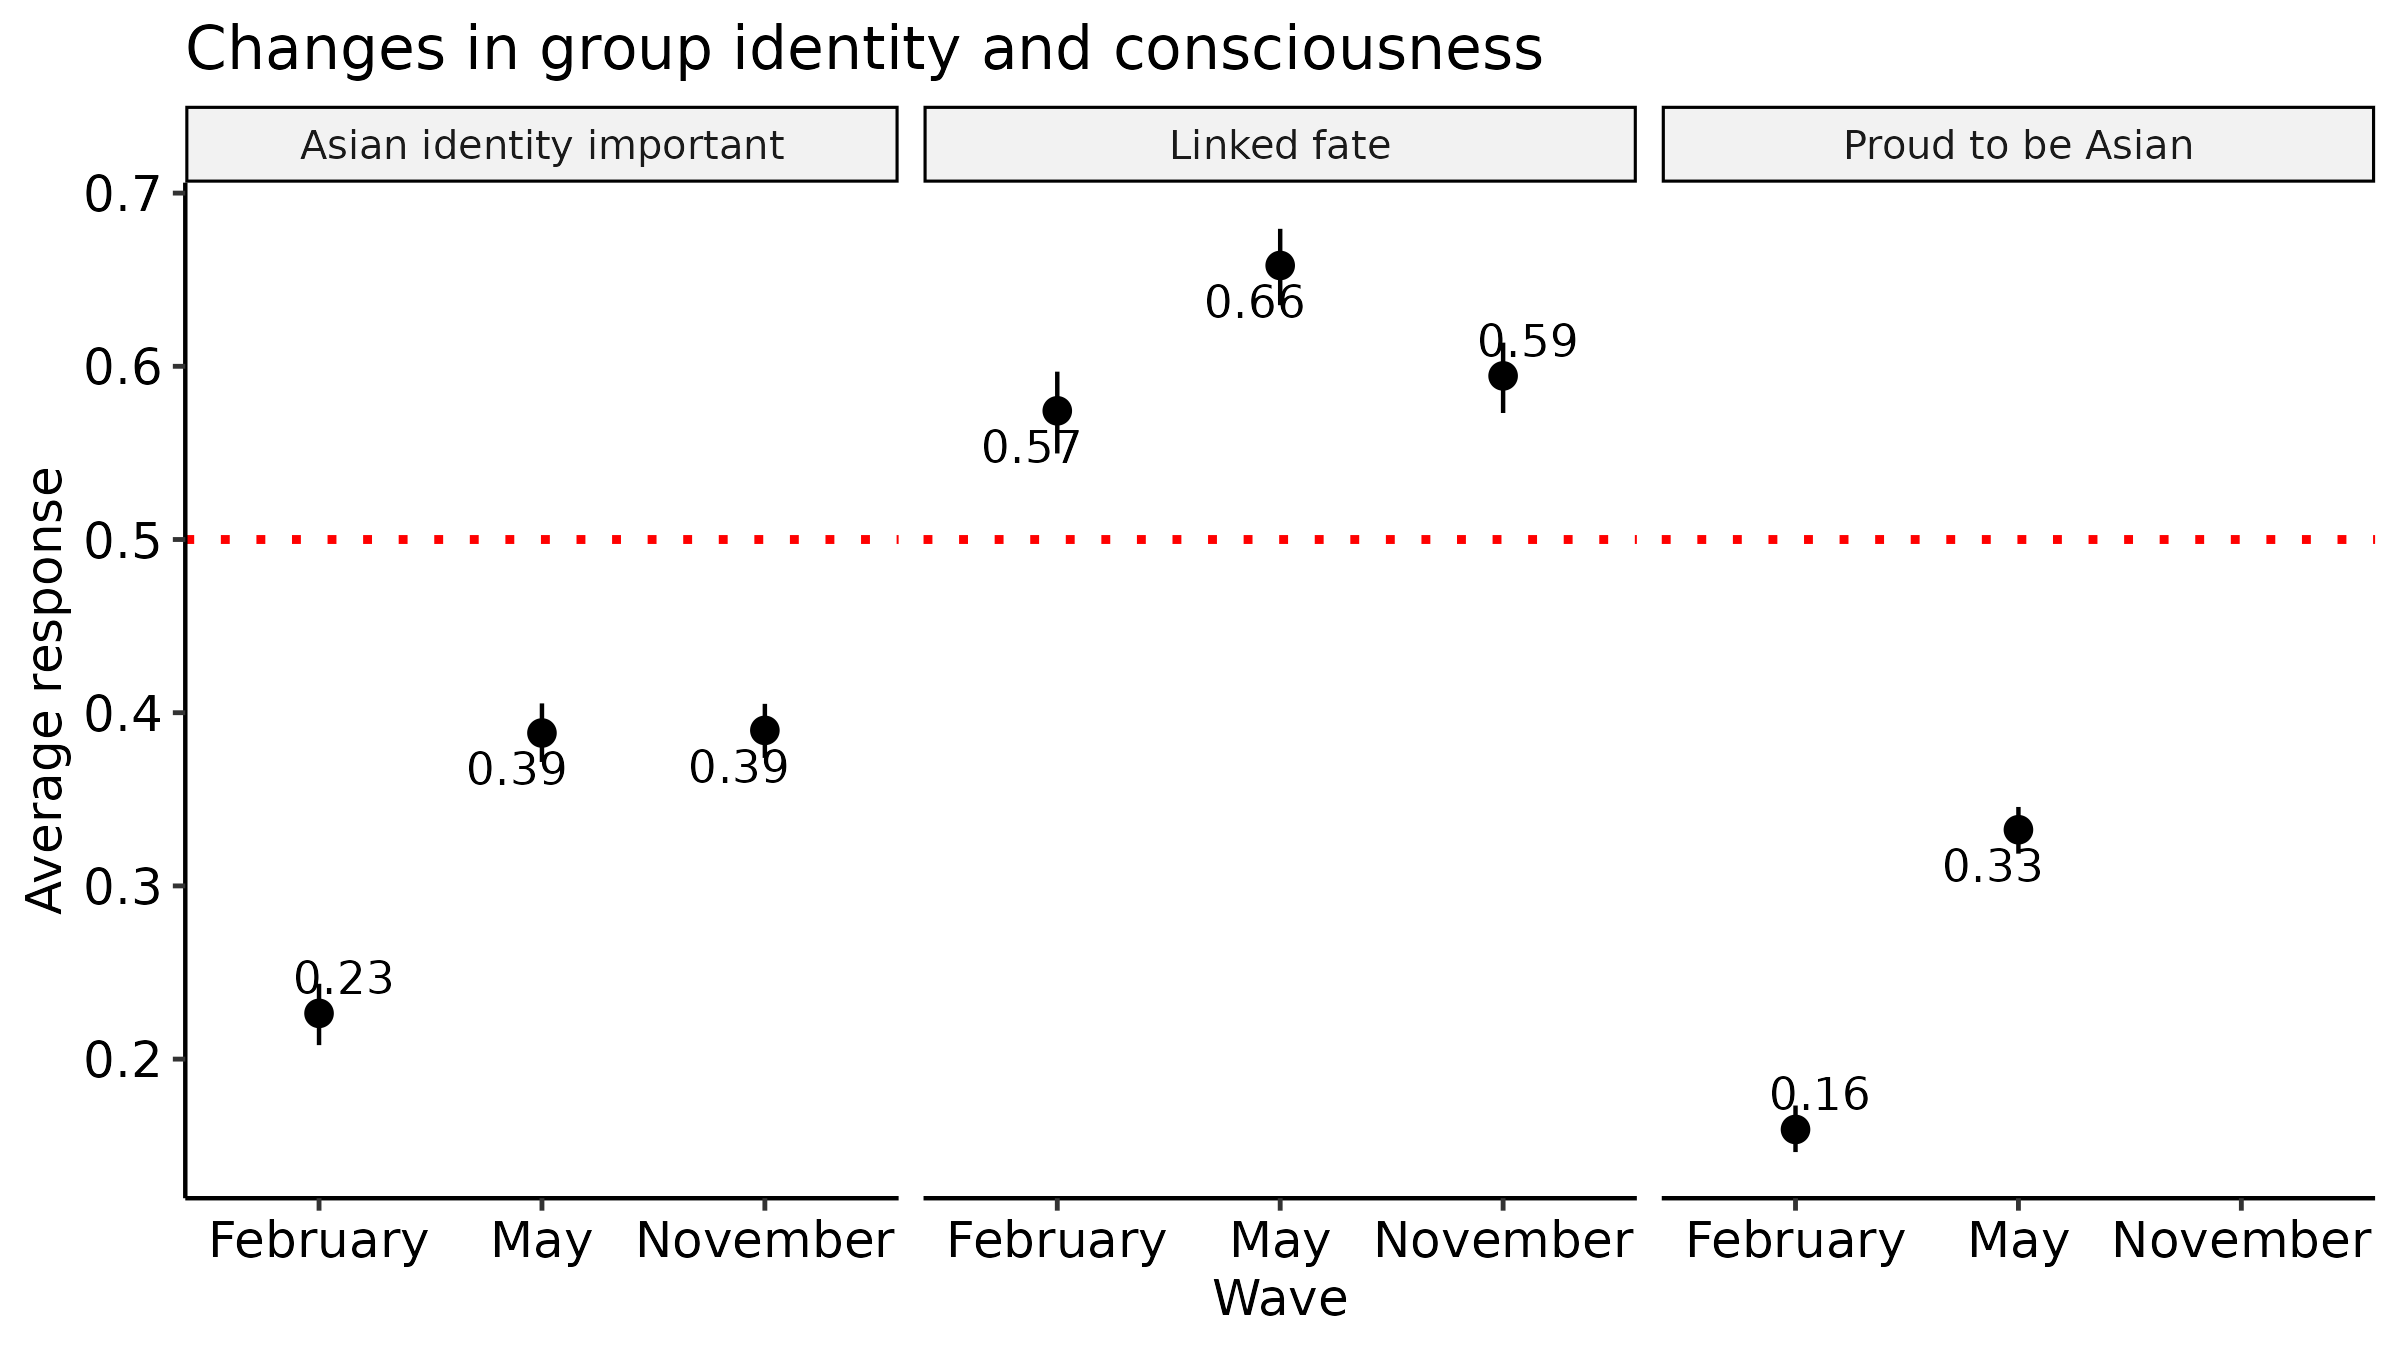 Changes in group identity and consciousness
Asian identity important
Linked fate
Proud to be Asian
Average response
0.7
0.6
0.5
0.4
0.3
0.2
0.23
0.39
0.39
0.57
0.66
0.59
0.16
0.33
February May November
February May November
February May November
Wave